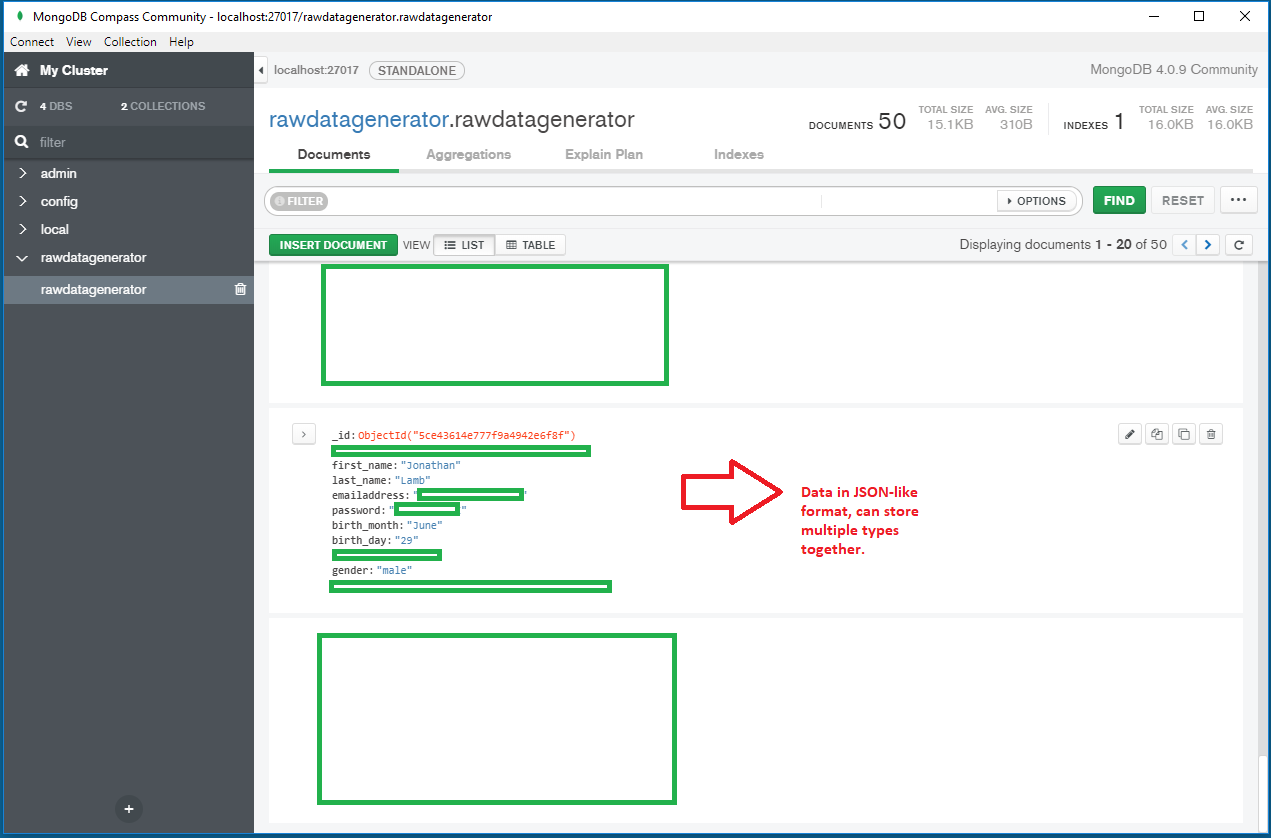 MongoDB Compass Community - localhost:27017/rawdatagenerator.rawdatagenerator
Connect View Collection Help
My Cluster
4 DBS 2 COLLECTIONS
filter
admin
config
local
rawdatagenerator
rawdatagenerator
localhost:27017 STANDALONE MongoDB 4.0.9 Community
rawdatagenerator.rawdatagenerator
DOCUMENTS 50 TOTAL SIZE 15.1KB AVG. SIZE 310B INDEXES 1 TOTAL SIZE 16.0KB AVG. SIZE 16.0KB
Documents Aggregations Explain Plan Indexes
FILTER OPTIONS FIND RESET ...
INSERT DOCUMENT VIEW LIST TABLE Displaying documents 1 - 20 of 50
_id: ObjectId("5ce43614e777f9a4942e6f8f")
first_name: "Jonathan"
last_name: "Lamb"
emailaddress: " "
password: " "
birth_month: "June"
birth_day: "29"
gender: "male"
Data in JSON-like
format, can store
multiple types
together.